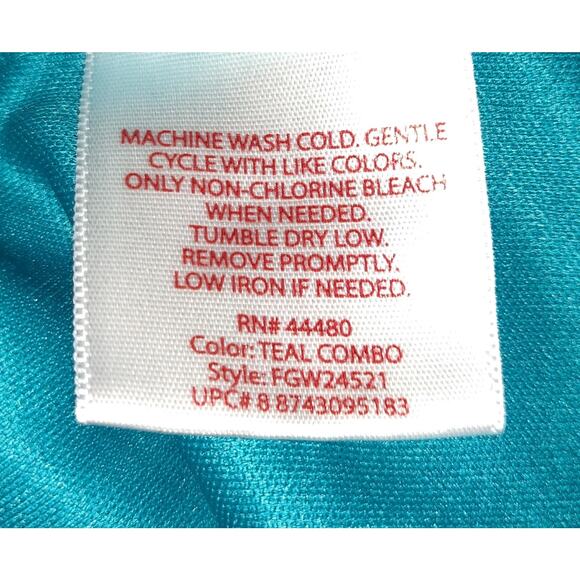 MACHINE WASH COLD. GENTLE
CYCLE WITH LIKE COLORS.
ONLY NON-CHLORINE BLEACH
WHEN NEEDED.
TUMBLE DRY LOW.
REMOVE PROMPTLY.
LOW IRON IF NEEDED.
RN# 44480
Color: TEAL COMBO
Style: FGW24521
UPC# 8 8743095183